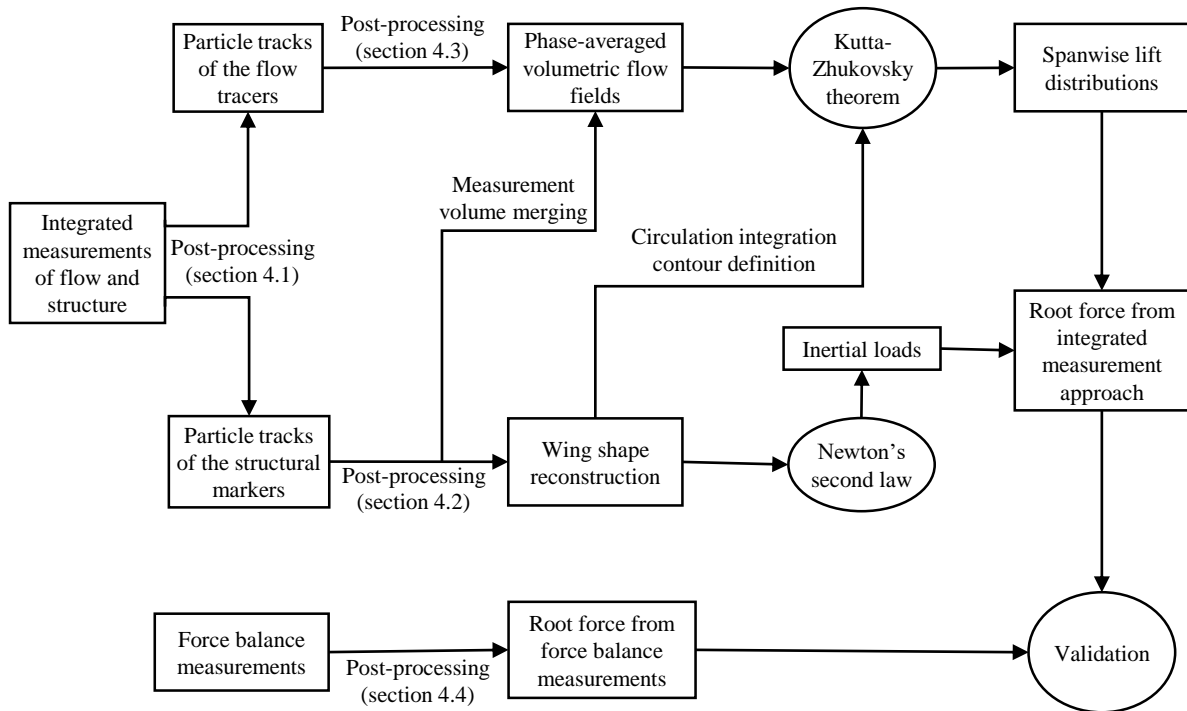 Particle tracks
of the flow
tracers
Post-processing
(section 4.3)
Phase-averaged
volumetric flow
fields
Kutta-
Zhukovsky
theorem
Spanwise lift
distributions
Integrated
measurements
of flow and
structure
Post-processing
(section 4.1)
Measurement
volume merging
Circulation integration
contour definition
Inertial loads
Root force from
integrated
measurement
approach
Particle tracks
of the structural
markers
Post-processing
(section 4.2)
Wing shape
reconstruction
Newton’s
second law
Force balance
measurements
Post-processing
(section 4.4)
Root force from
force balance
measurements
Validation